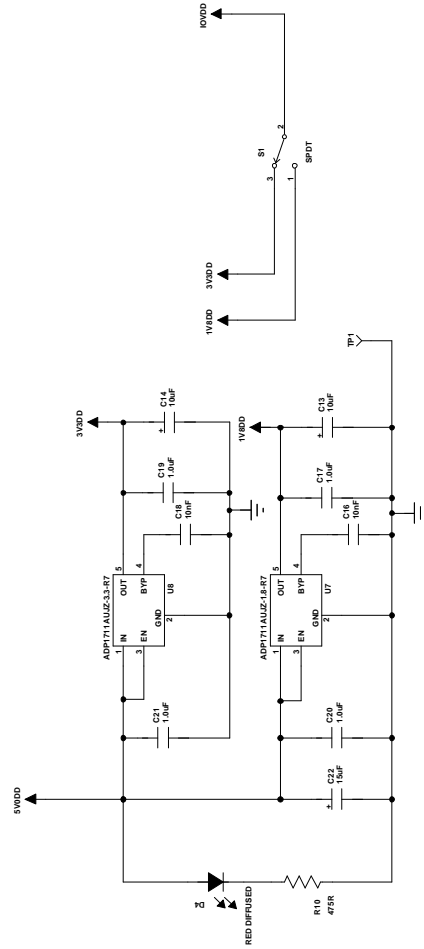 5V0DD
D4
RED DIFFUSED
R10
475R
C22
15uF
C21
1.0uF
C20
1.0uF
ADP1711AUJZ-3.3-R7
1
IN
OUT
5
3
EN
BYP
4
GND
2
U8
C18
10nF
C19
1.0uF
C14
10uF
+
3V3DD
ADP1711AUJZ-1.8-R7
1
IN
OUT
5
3
EN
BYP
4
GND
2
U7
C16
10nF
C17
1.0uF
C13
10uF
+
1V8DD
+
TP1
1V8DD
3V3DD
3
S1
2
1
SPDT
IOVDD